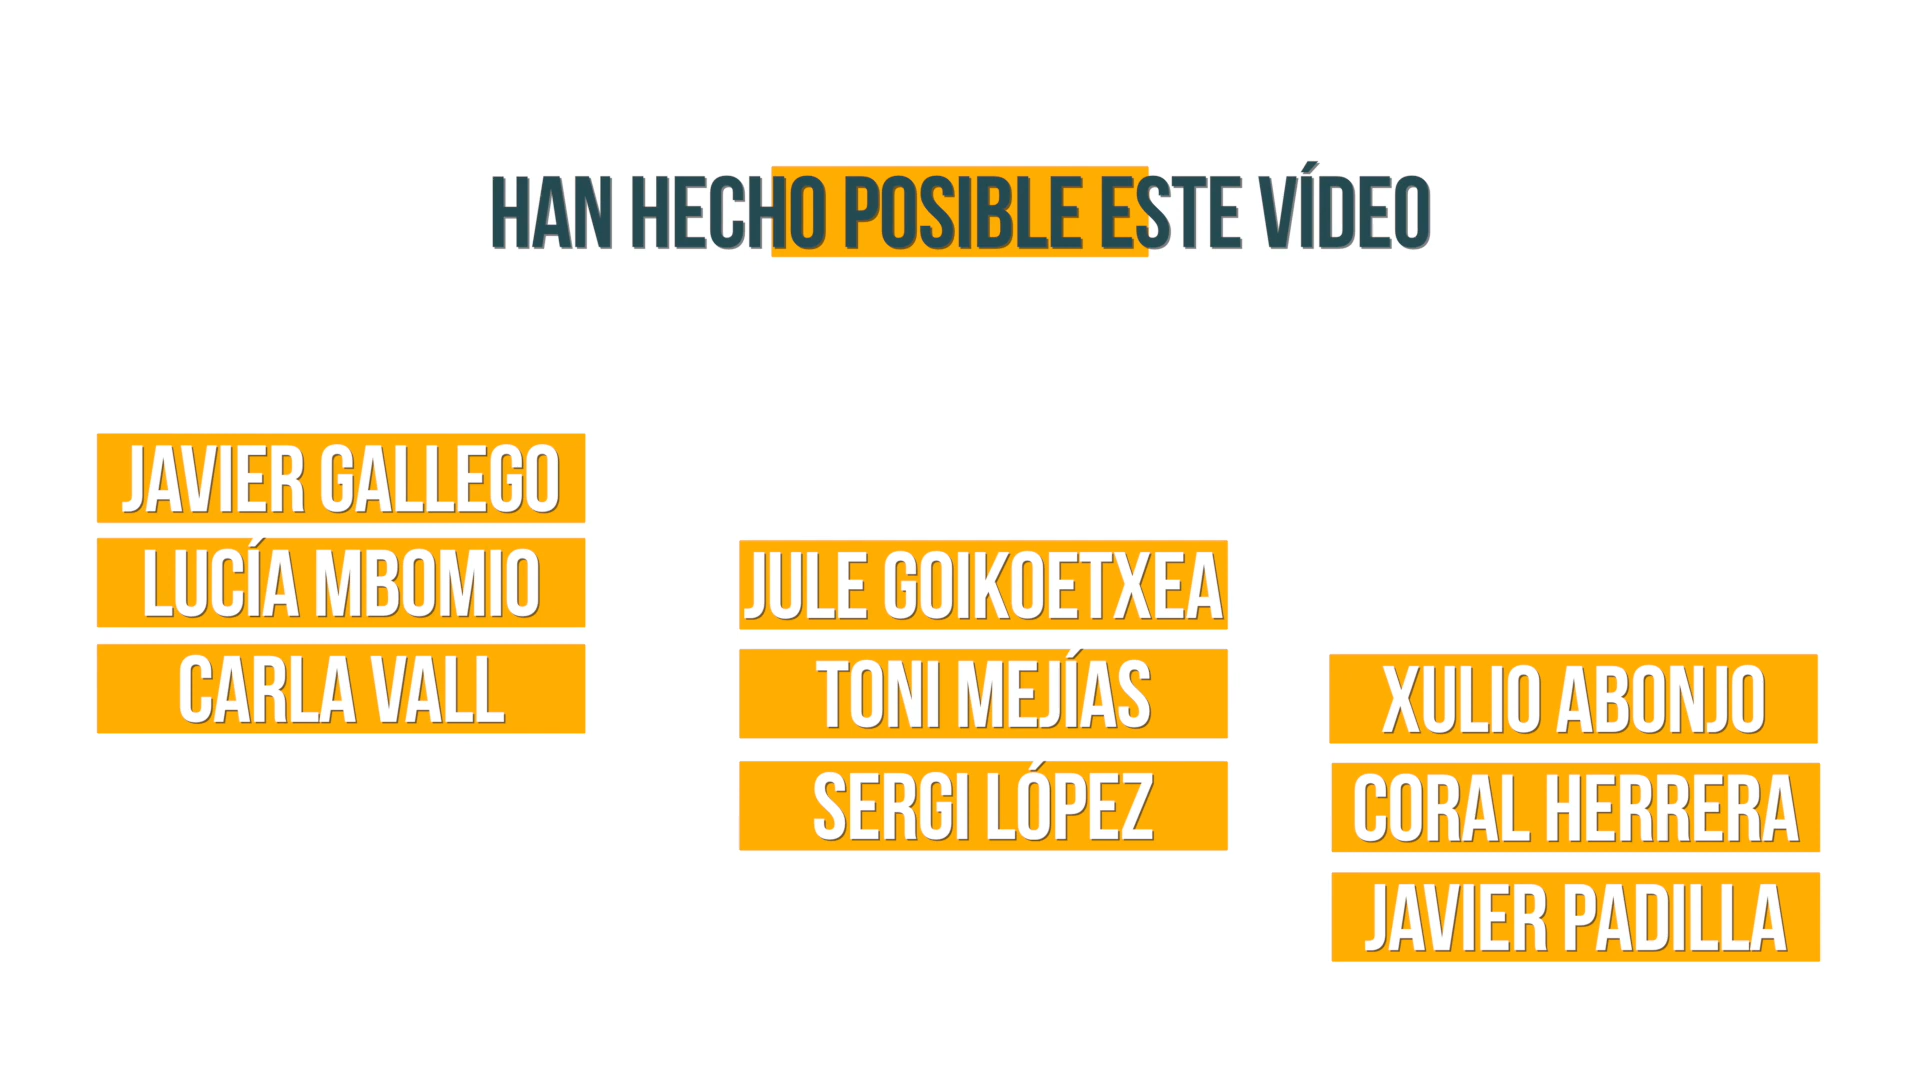 HAN HECHO POSIBLE ESTE VÍDEO
JAVIER GALLEGO
LUCÍA MBOMIO
CARLA VALL
JULE GOIKOETXEA
TONI MEJÍAS
SERGI LÓPEZ
XULIO ABONJO
CORAL HERRERA
JAVIER PADILLA